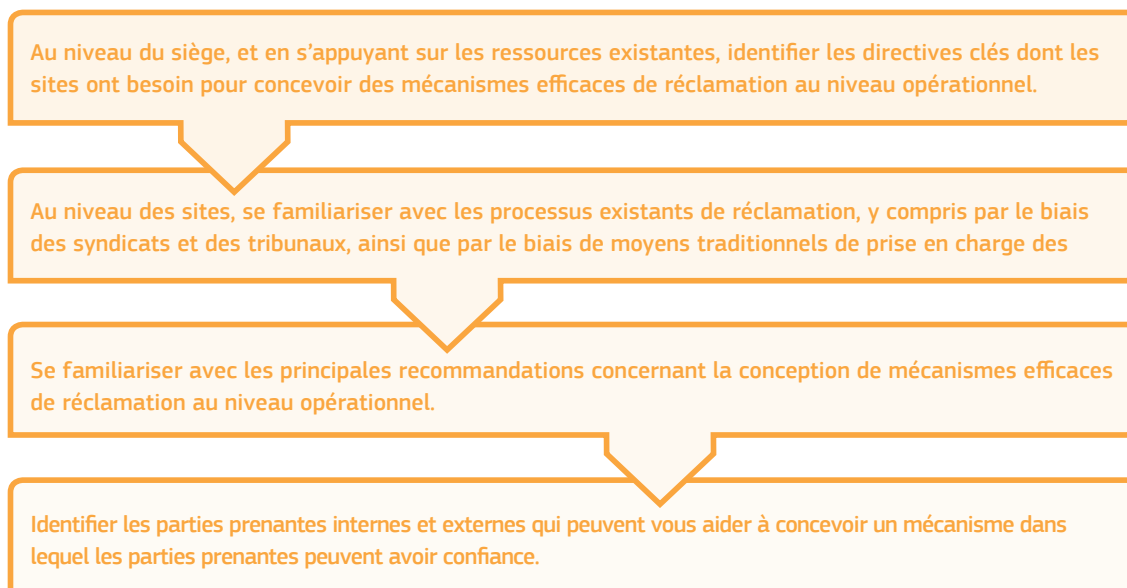 Au niveau du siège, et en s’appuyant sur les ressources existantes, identifier les directives clés dont les
sites ont besoin pour concevoir des mécanismes efficaces de réclamation au niveau opérationnel.
Au niveau des sites, se familiariser avec les processus existants de réclamation, y compris par le biais
des syndicats et des tribunaux, ainsi que par le biais de moyens traditionnels de prise en charge des
Se familiariser avec les principales recommandations concernant la conception de mécanismes efficaces
de réclamation au niveau opérationnel.
Identifier les parties prenantes internes et externes qui peuvent vous aider à concevoir un mécanisme dans
lequel les parties prenantes peuvent avoir confiance.